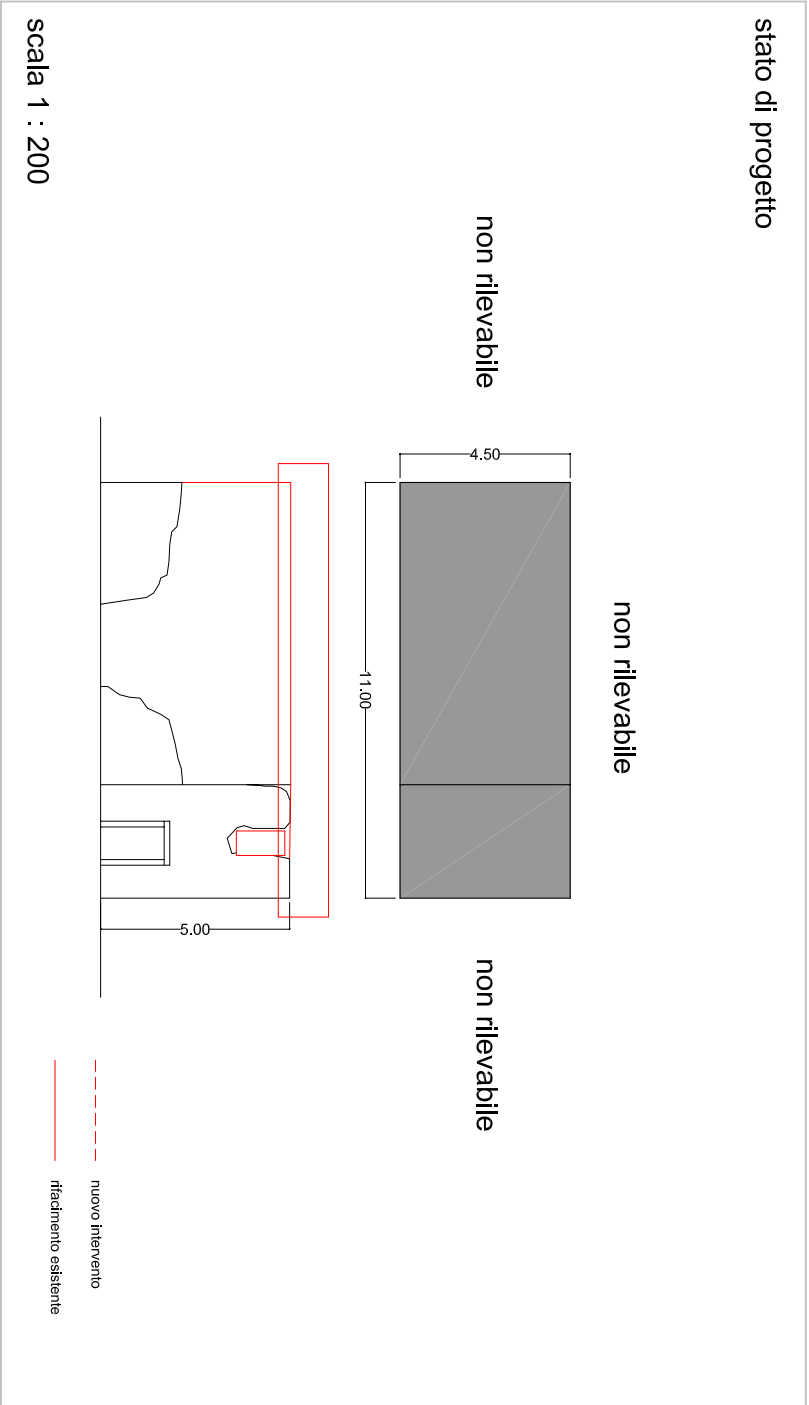 stato di progetto
non rilevabile
non rilevabile
non rilevabile
4.50
11.00
5.00
nuovo intervento
rifacimento esistente
scala 1 : 200